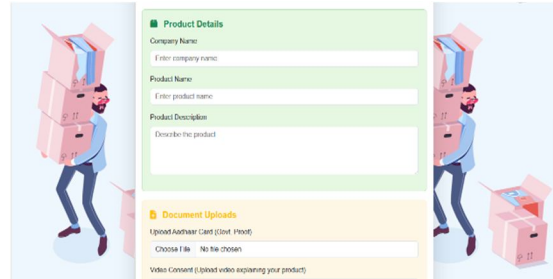 Product Details
Company Name
Enter company name
Product Name
Enter product name
Product Description
Describe the product
Document Uploads
Upload Aadhaar Card (Govt. Proof)
Choose File No file chosen
Video Consent (Upload video explaining your product)